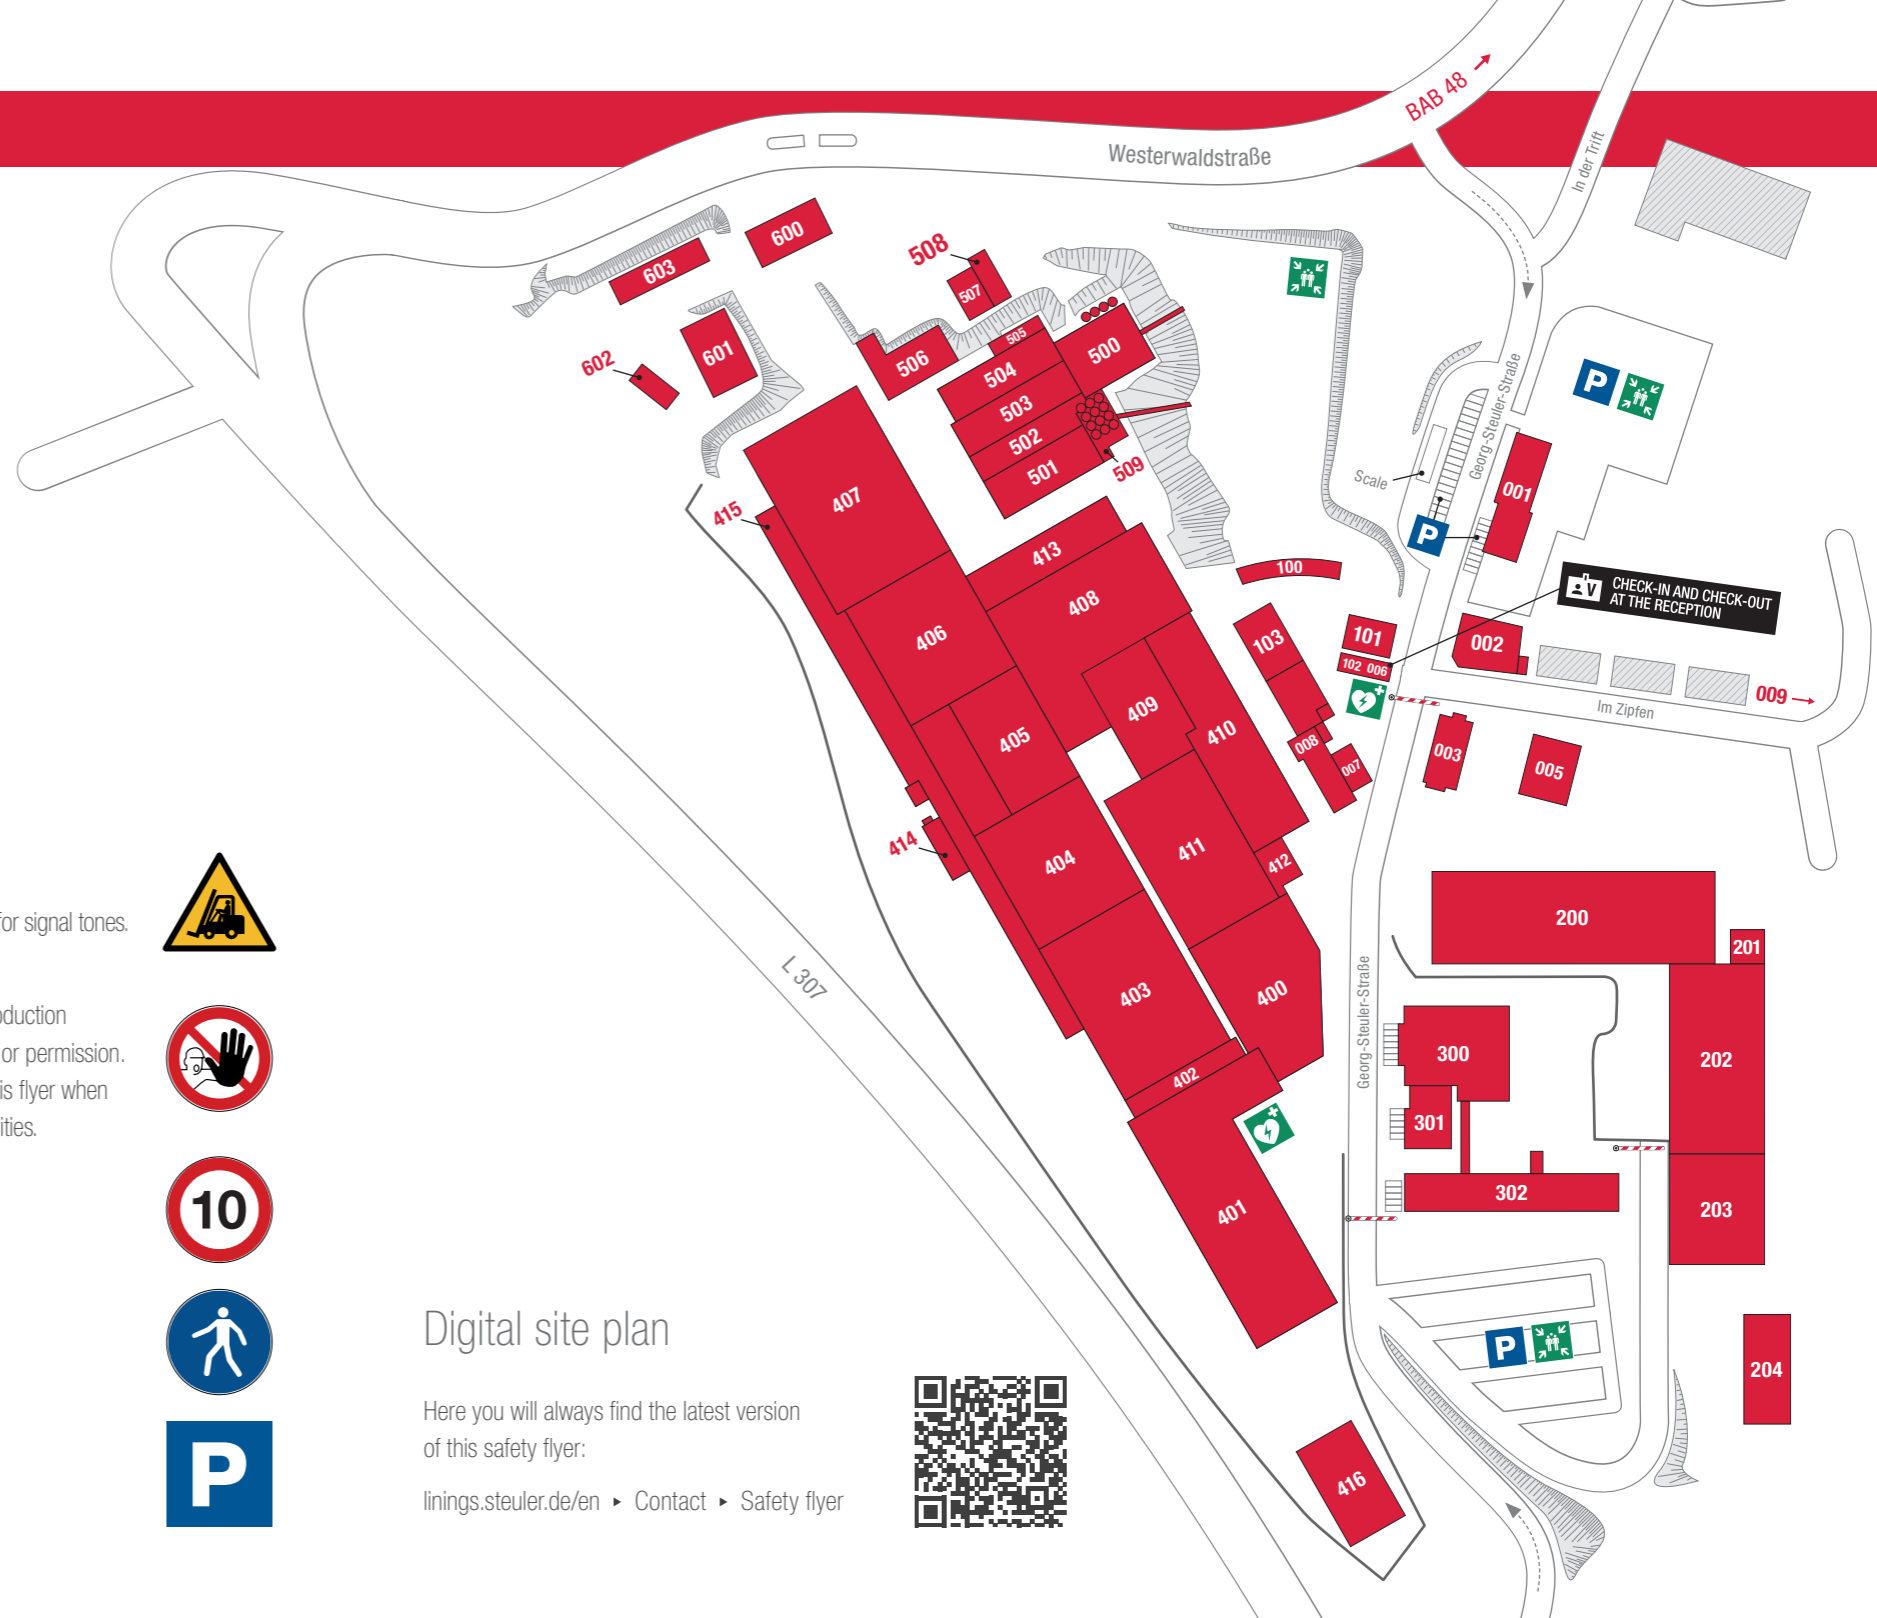 BAB 48
Westerwaldstraße
In der Trift
600
603
508
507
602
601
506
505
504
500
503
502
501
509
Georg-Steuler-Straße
P
Scale
001
P
415
407
413
100
408
CHECK-IN AND CHECK-OUT
AT THE RECEPTION
V
406
103
101
002
102 006
009
Im Zipfen
409
405
410
008
007
003
005
414
404
411
412
200
201
for signal tones.
L 307
403
400
Georg-Steuler-Straße
300
202
oduction
or permission.
is flyer when
ities.
402
301
302
401
203
10
Digital site plan
P
204
Here you will always find the latest version
of this safety flyer:
linings.steuler.de/en ▸ Contact ▸ Safety flyer
P
416